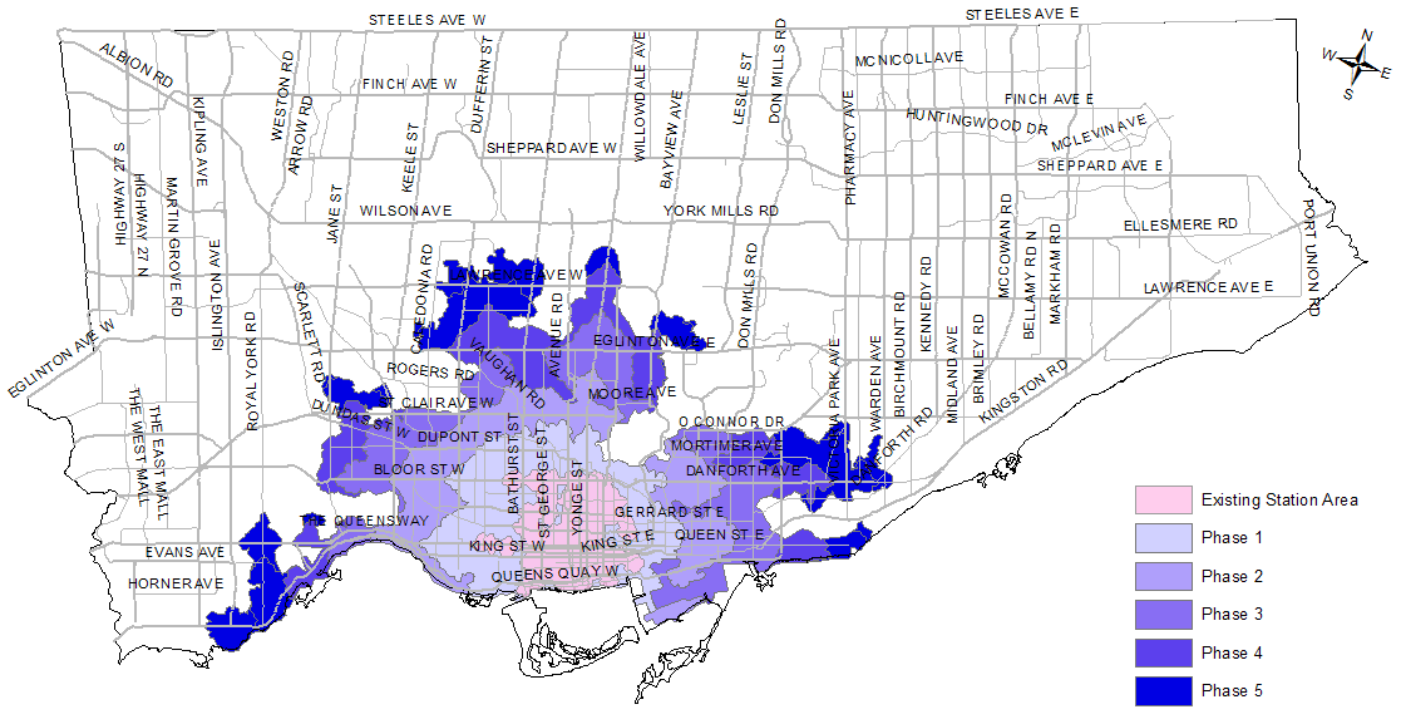 STEELES AVE W
STEELES AVE E
N
W
E
S
ALBION RD
WESTON RD
ARROW RD
FINCH AVE W
DUFFERIN ST
WILLOWDALE AVE
BAYVIEW AVE
LESLIE ST
DON MILLS RD
MCNICOLL AVE
FINCH AVE E
HUNTINGWOOD DR
MCLEVIN AVE
SHEPPARD AVE E
SHEPPARD AVE W
KIPLING AVE
KEELE ST
PHARMACY AVE
HIGHWAY 27 S
HIGHWAY 27 N
MARTIN GROVE RD
ISLINGTON AVE
JANE ST
WILSON AVE
YORK MILLS RD
ELLESMERE RD
PORT UNION RD
MCCOWAN RD
BELLAMY RD N
MARKHAM RD
CALEDONIA RD
LAWRENCE AVE W
LAWRENCE AVE E
SCARLETT RD
ROYAL YORK RD
EGLINTON AVE W
AVENUE RD
EGLINTON AVE E
DON MILLS RD
VICTORIA PARK AVE
WARDEN AVE
BIRCHMOUNT RD
KENNEDY RD
MIDLAND AVE
BRIMLEY RD
KINGSTON RD
DANFORTH RD
ROGERS RD
VAUGHAN RD
ST CLAIR AVE W
MOORE AVE
DUNDAS ST W
DUPONT ST
O CONNOR DR
MORTIMER AVE
DANFORTH AVE
THE WEST MALL
THE EAST MALL
BLOOR ST W
BATHURST ST
ST GEORGE ST
YONGE ST
GERRARD ST E
THE QUEENSWAY
QUEEN ST E
KING ST W
KING ST E
EVANS AVE
HORNER AVE
QUEENS QUAY W
Existing Station Area
Phase 1
Phase 2
Phase 3
Phase 4
Phase 5